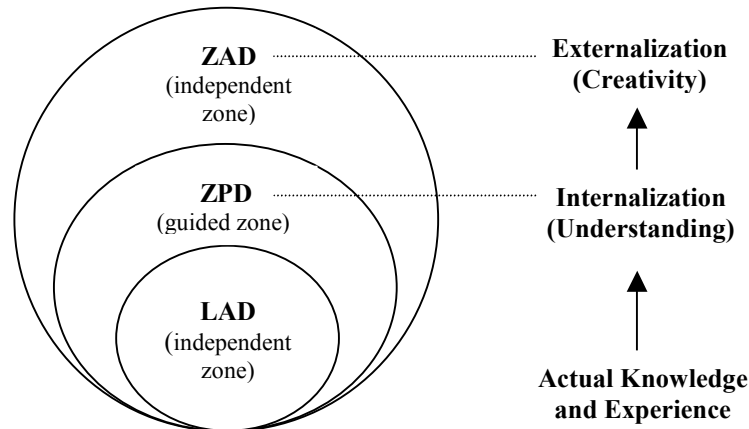 ZAD
(independent
zone)
ZPD
(guided zone)
LAD
(independent
zone)
Externalization
(Creativity)
Internalization
(Understanding)
Actual Knowledge
and Experience